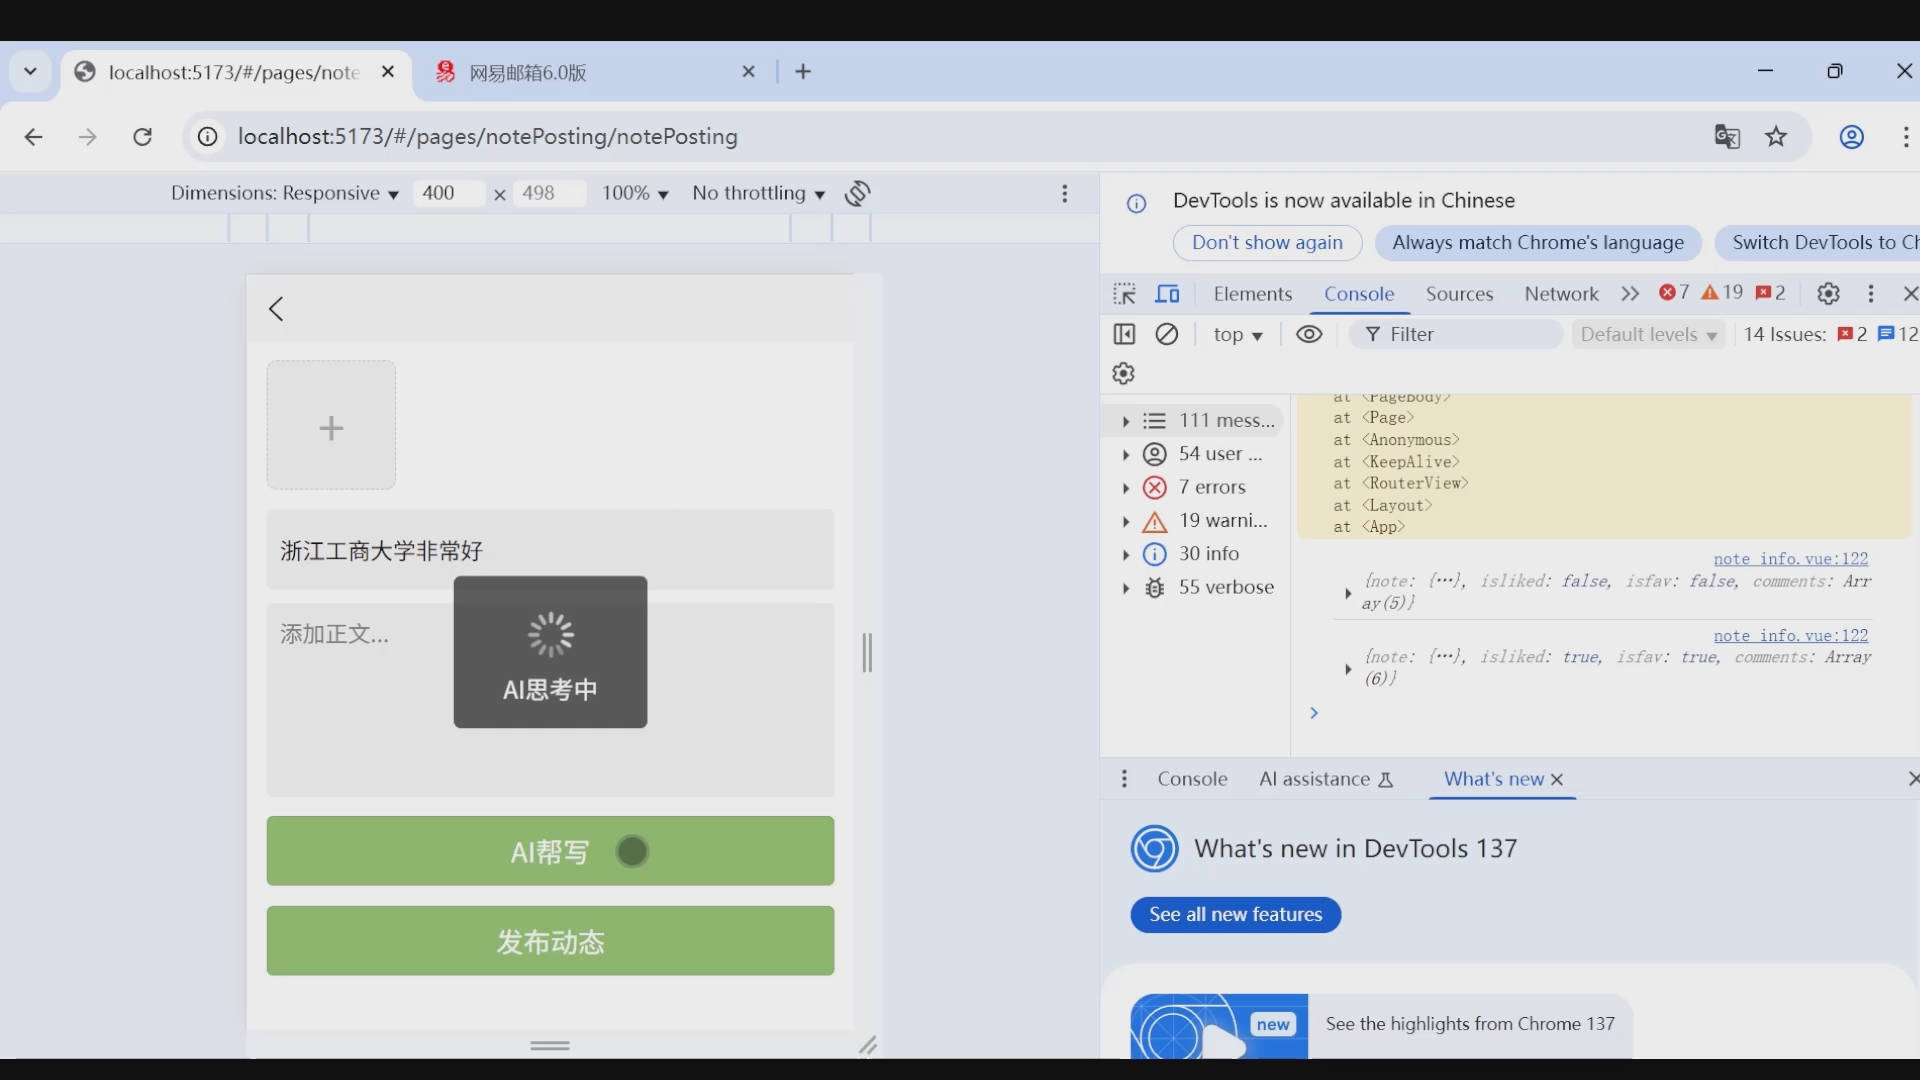 localhost:5173/#/pages/note
网易邮箱6.0版
localhost:5173/#/pages/notePosting/notePosting
Dimensions: Responsive 400 × 498 100% No throttling
DevTools is now available in Chinese
Don't show again Always match Chrome's language Switch DevTools to Ch
Elements Console Sources Network 7 19 2
top Filter Default levels 14 Issues: 2 12
111 mess...
54 user ...
7 errors
19 warni...
30 info
55 verbose
at <PageBody>
at <Page>
at <Anonymous>
at <KeepAlive>
at <RouterView>
at <Layout>
at <App>
note info.vue:122
{note: {…}, isliked: false, isfav: false, comments: Arr
ay(5)}
note info.vue:122
{note: {…}, isliked: true, isfav: true, comments: Array
(6)}
浙江工商大学非常好
添加正文...
AI思考中
AI帮写
发布动态
Console AI assistance What's new
What's new in DevTools 137
See all new features
new
See the highlights from Chrome 137